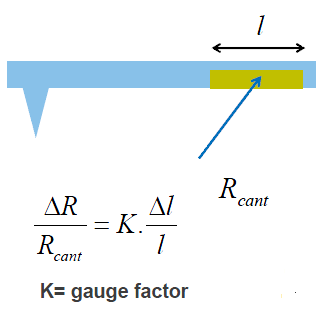 l
R_cant
ΔR / R_cant = K . Δl / l
K= gauge factor